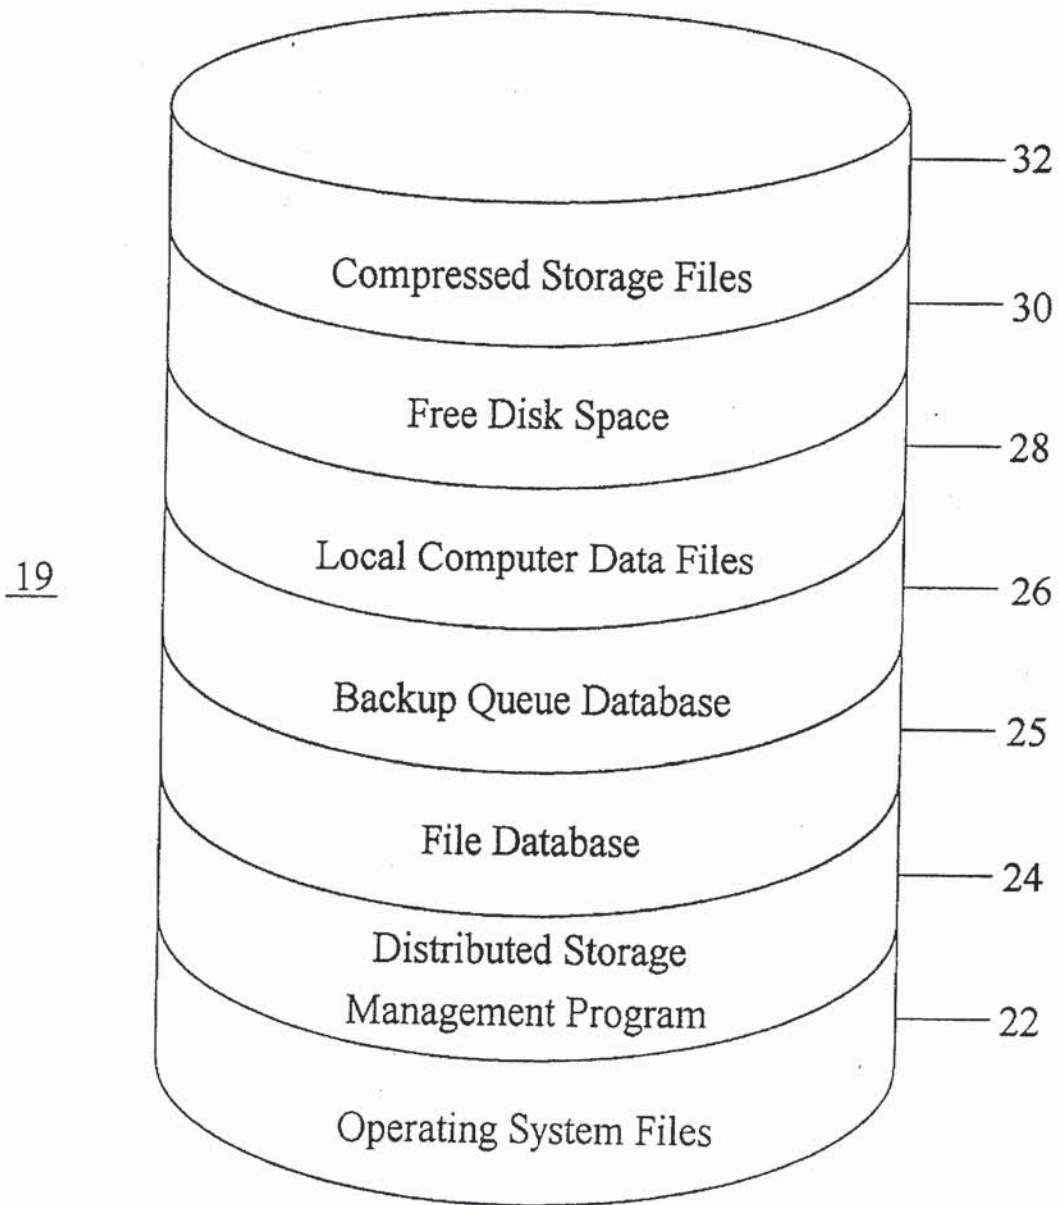 32
Compressed Storage Files
30
Free Disk Space
28
Local Computer Data Files
19
26
Backup Queue Database
25
File Database
24
Distributed Storage
Management Program
22
Operating System Files